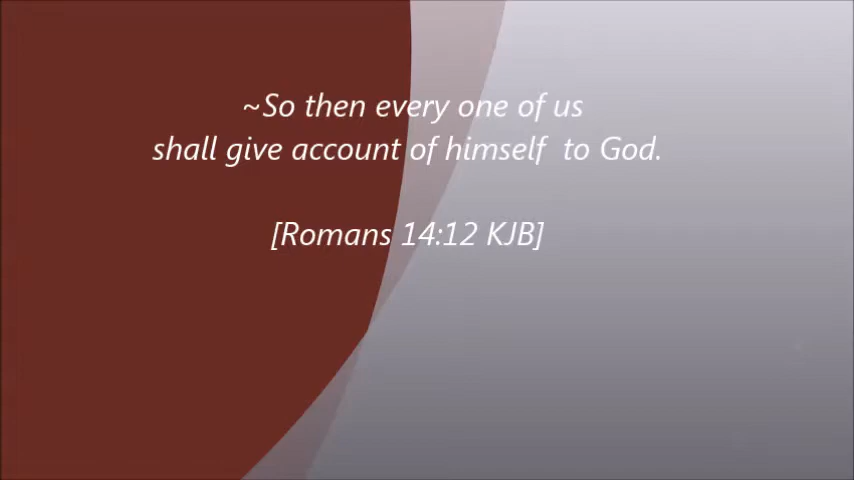 ~So then every one of us
shall give account of himself  to God.
[Romans 14:12 KJB]